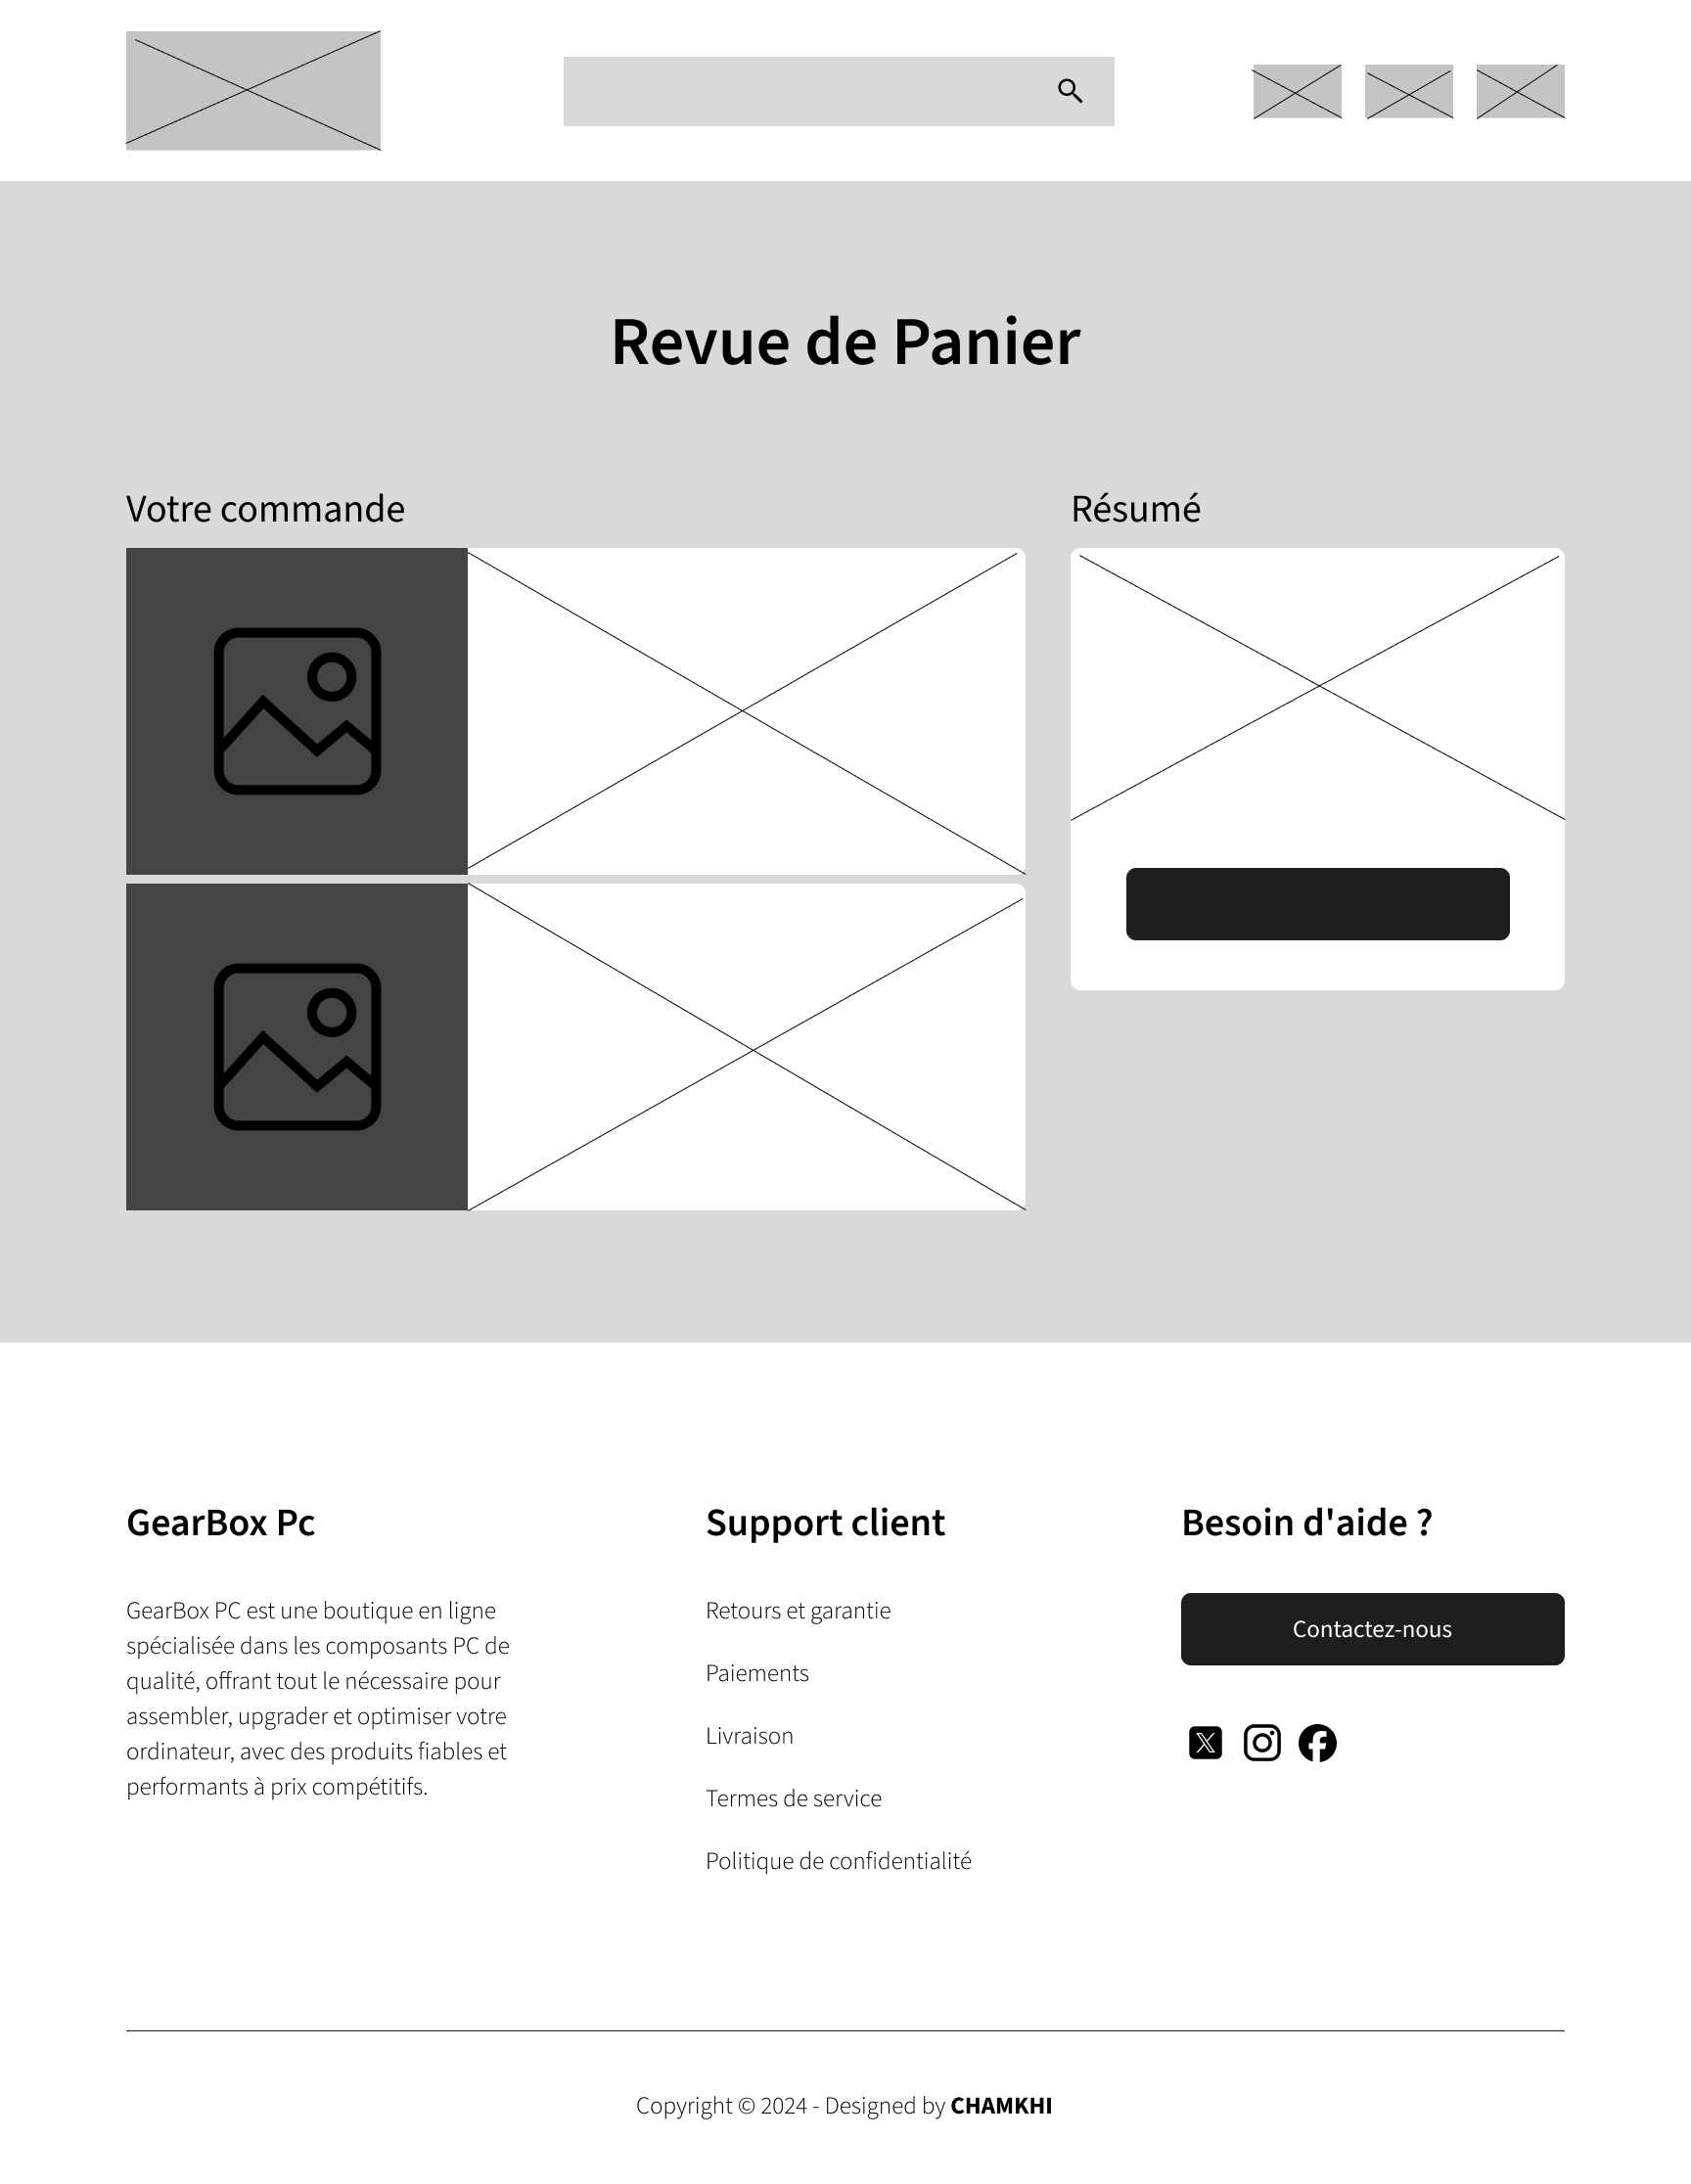 Revue de Panier
Votre commande
Résumé
GearBox Pc
GearBox PC est une boutique en ligne
spécialisée dans les composants PC de
qualité, offrant tout le nécessaire pour
assembler, upgrader et optimiser votre
ordinateur, avec des produits fiables et
performants à prix compétitifs.
Support client
Retours et garantie
Paiements
Livraison
Termes de service
Politique de confidentialité
Besoin d'aide ?
Contactez-nous
Copyright © 2024 - Designed by CHAMKHI